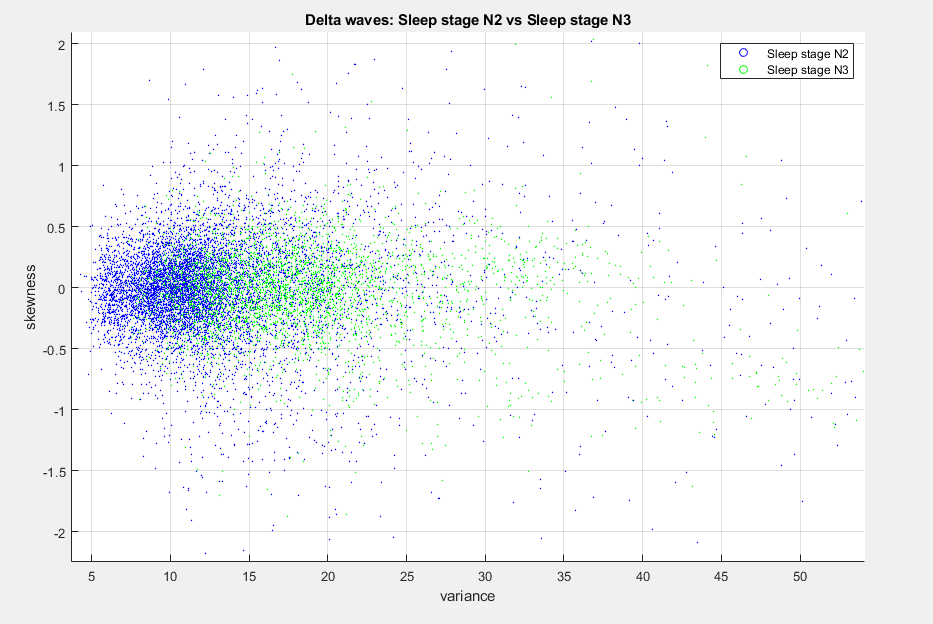 Delta waves: Sleep stage N2 vs Sleep stage N3
Sleep stage N2
Sleep stage N3
2
1.5
1
0.5
0
-0.5
-1
-1.5
-2
skewness
5 10 15 20 25 30 35 40 45 50
variance